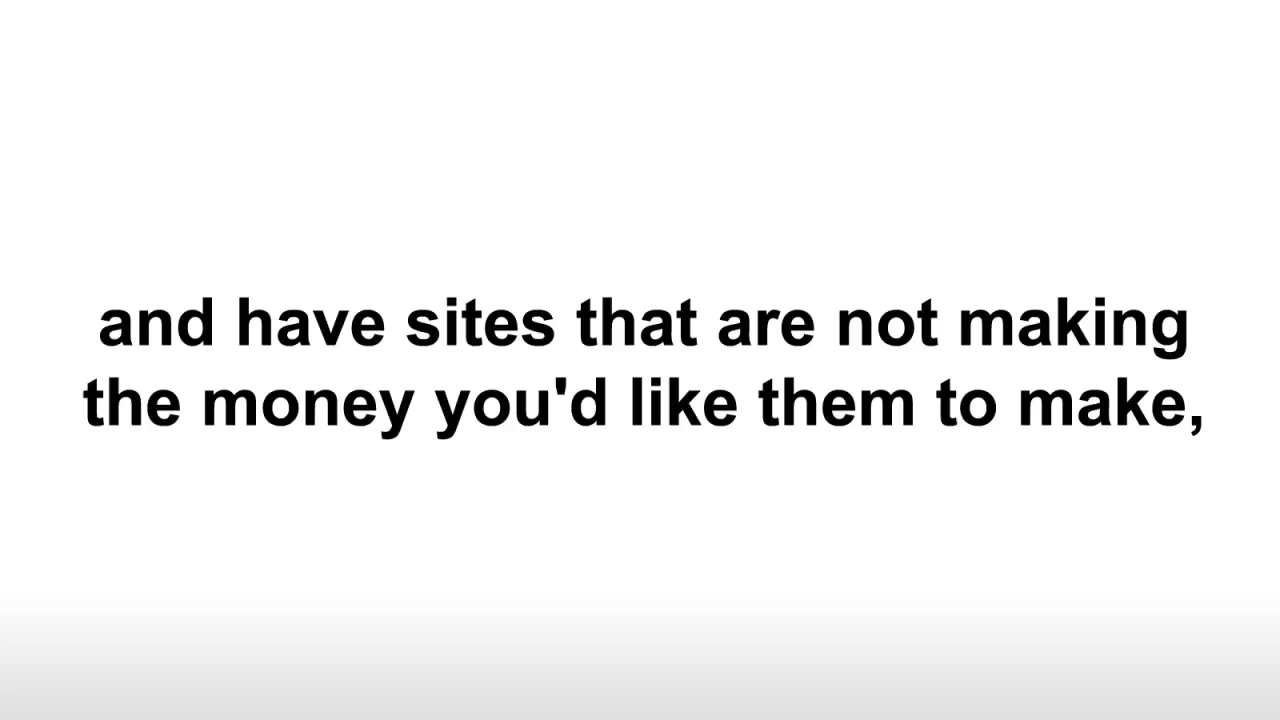 and have sites that are not making
the money you'd like them to make,